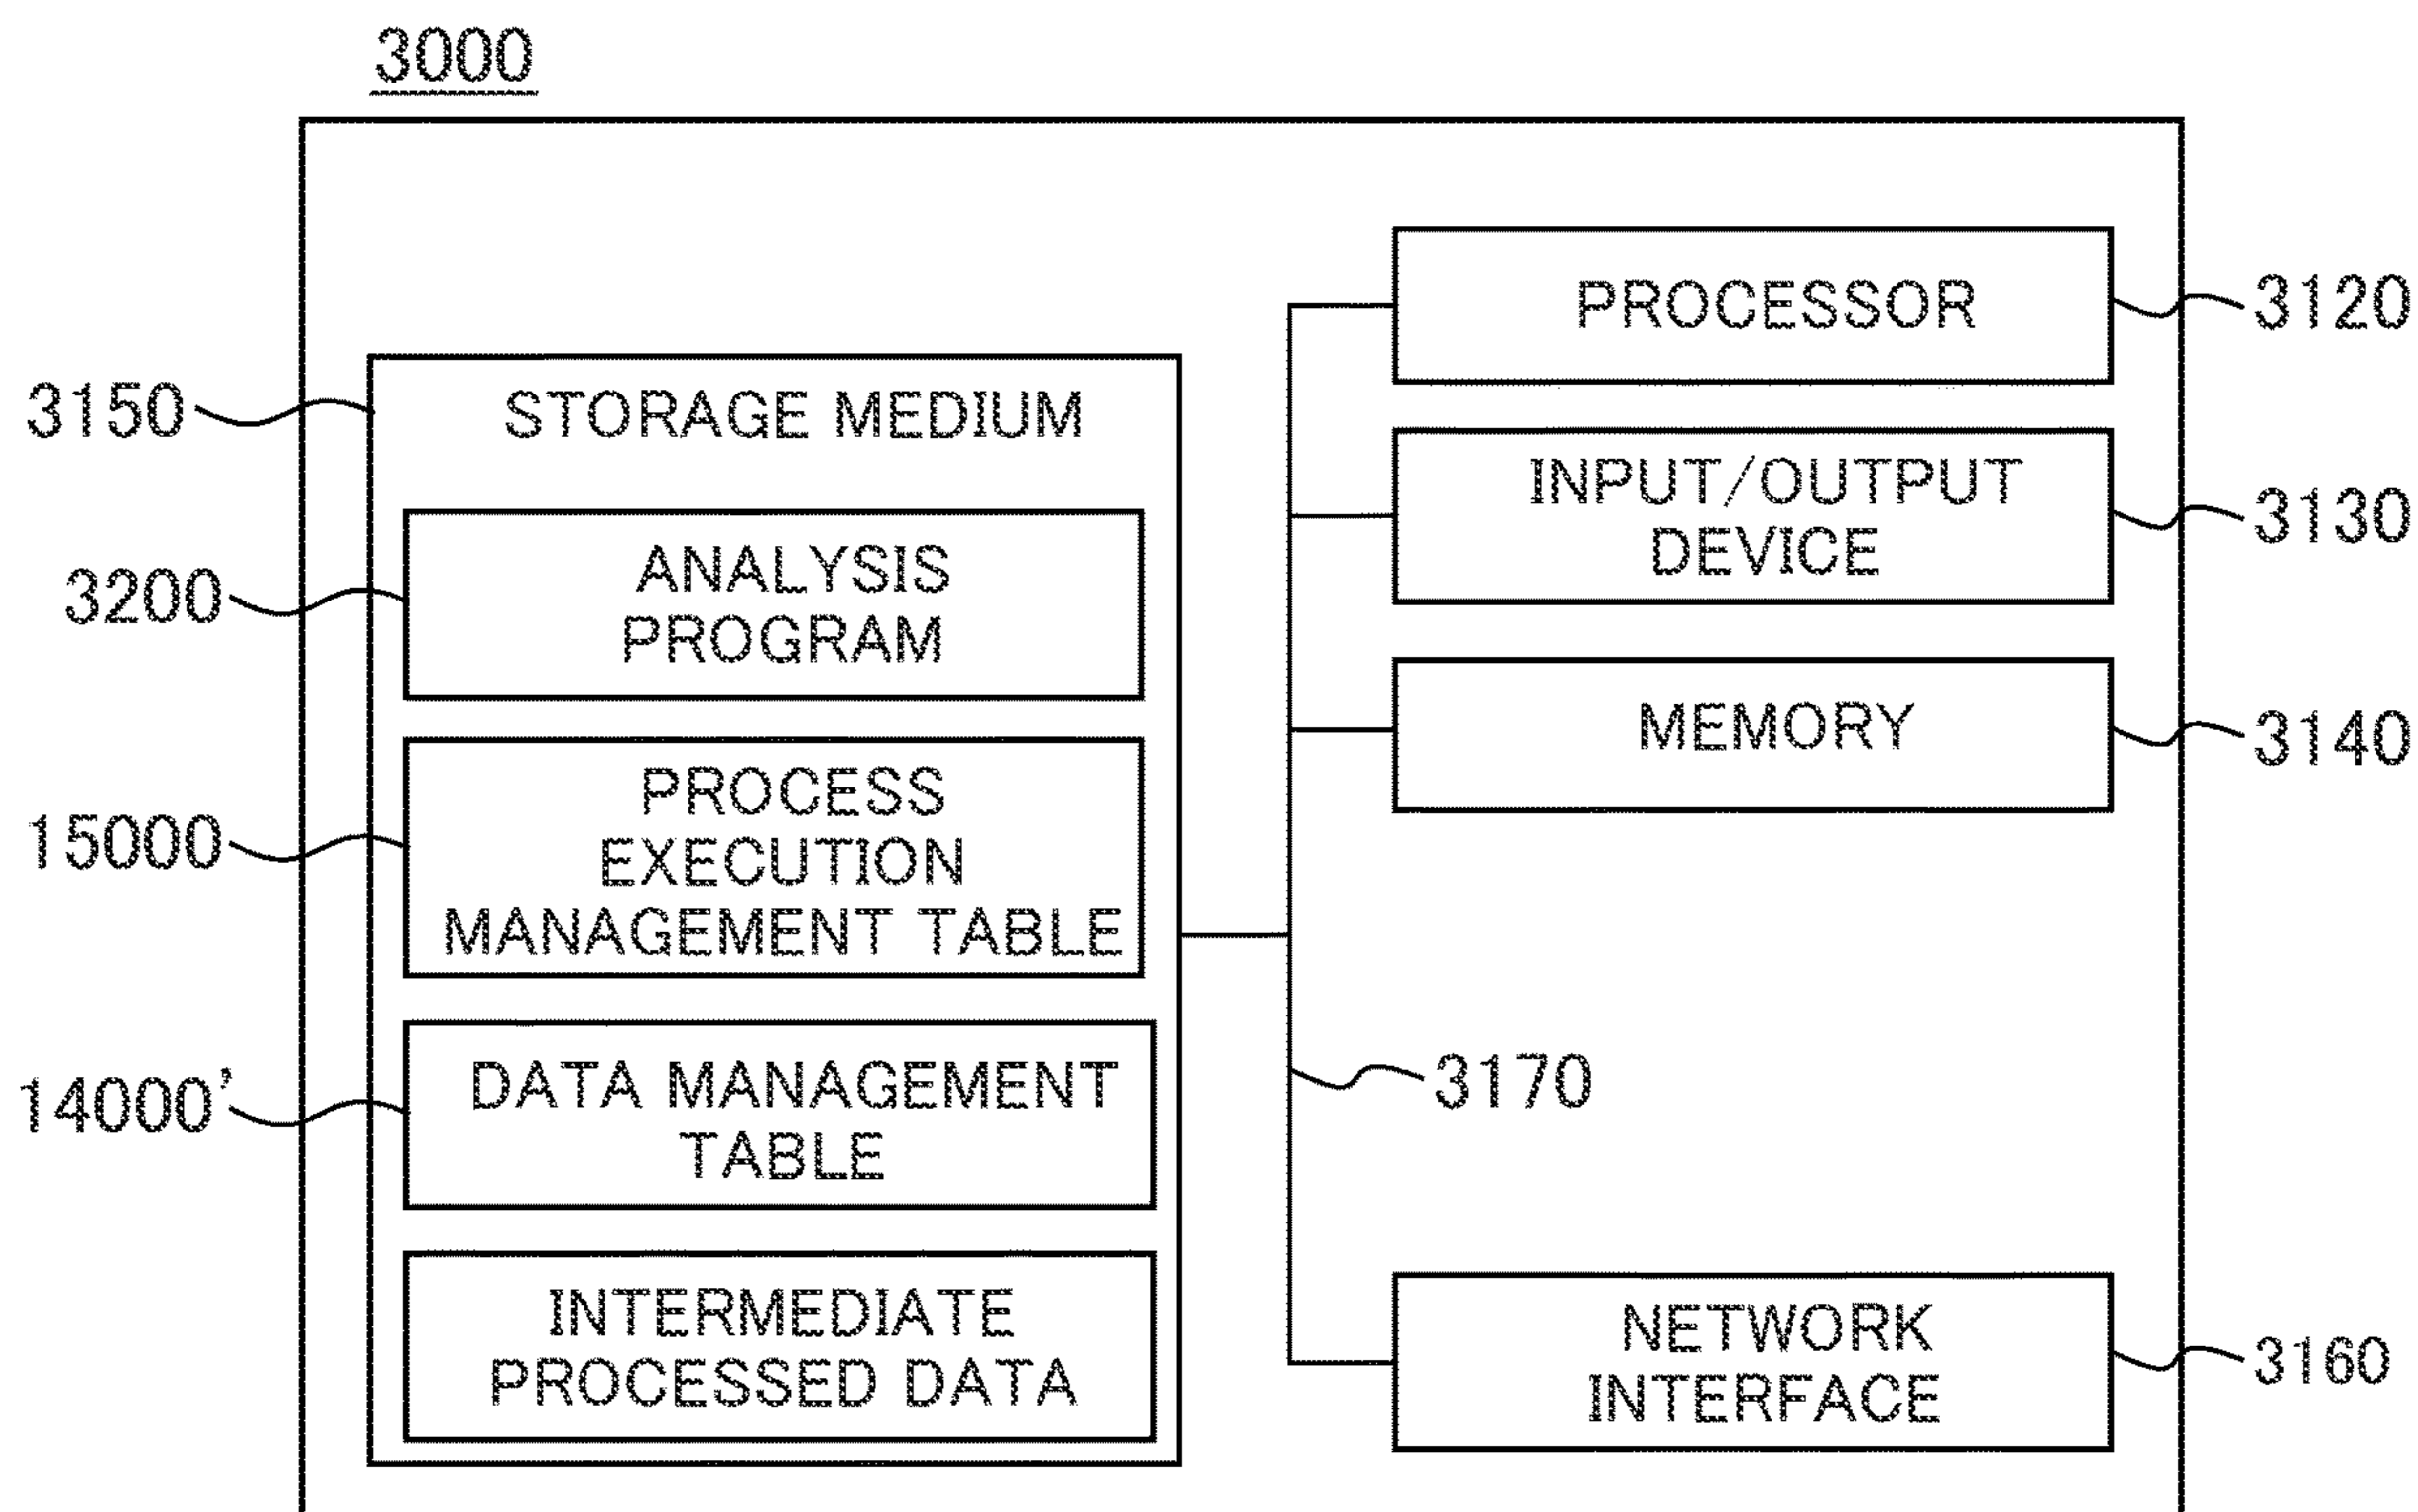 3000
3150
STORAGE MEDIUM
3200
ANALYSIS
PROGRAM
15000
PROCESS
EXECUTION
MANAGEMENT TABLE
14000'
DATA MANAGEMENT
TABLE
INTERMEDIATE
PROCESSED DATA
PROCESSOR
3120
INPUT/OUTPUT
DEVICE
3130
MEMORY
3140
3170
NETWORK
INTERFACE
3160